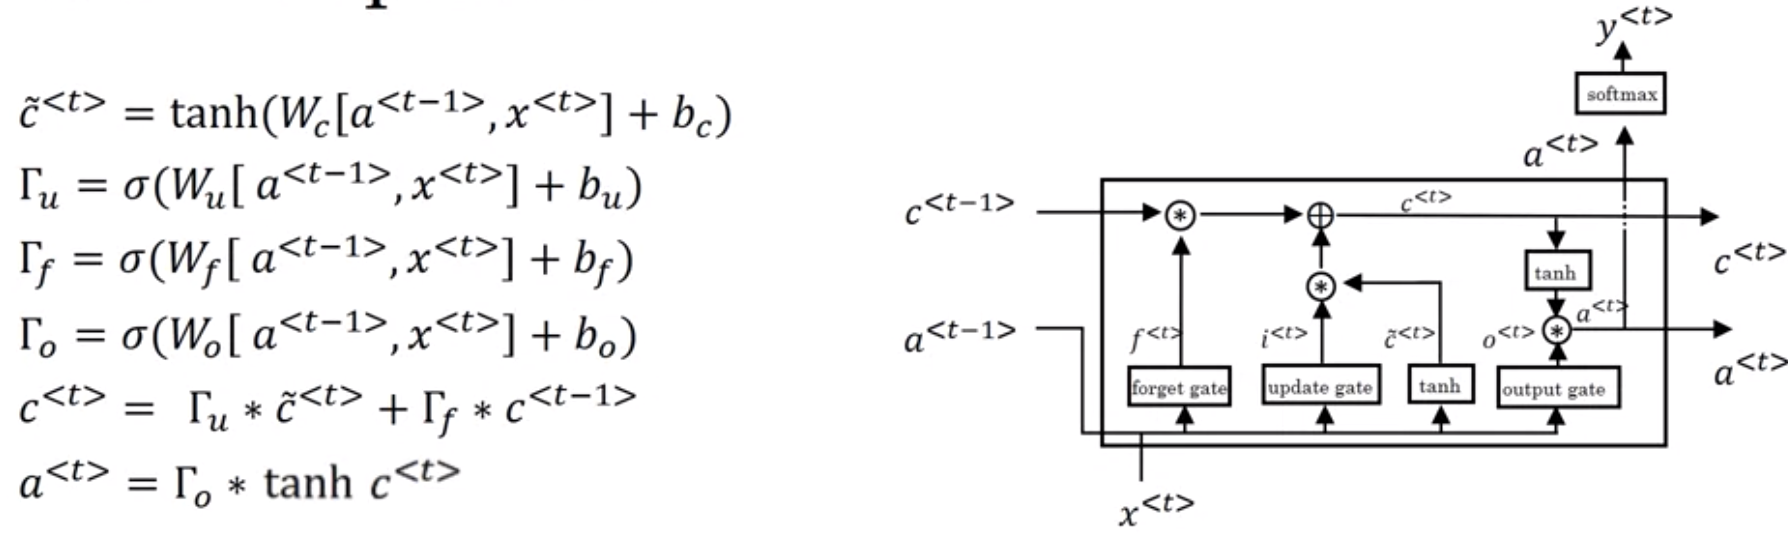 c̃<t> = tanh(W_c[a<t−1>, x<t>] + b_c)
Γ_u = σ(W_u[ a<t−1>, x<t>] + b_u)
Γ_f = σ(W_f[ a<t−1>, x<t>] + b_f)
Γ_o = σ(W_o[ a<t−1>, x<t>] + b_o)
c<t> = Γ_u * c̃<t> + Γ_f * c<t−1>
a<t> = Γ_o * tanh c<t>
y<t>
softmax
a<t>
c<t−1>
*
⊕
c<t>
c<t>
tanh
*
a<t−1>
f<t>
i<t>
c̃<t>
o<t>
*
a<t>
a<t>
forget gate
update gate
tanh
output gate
x<t>